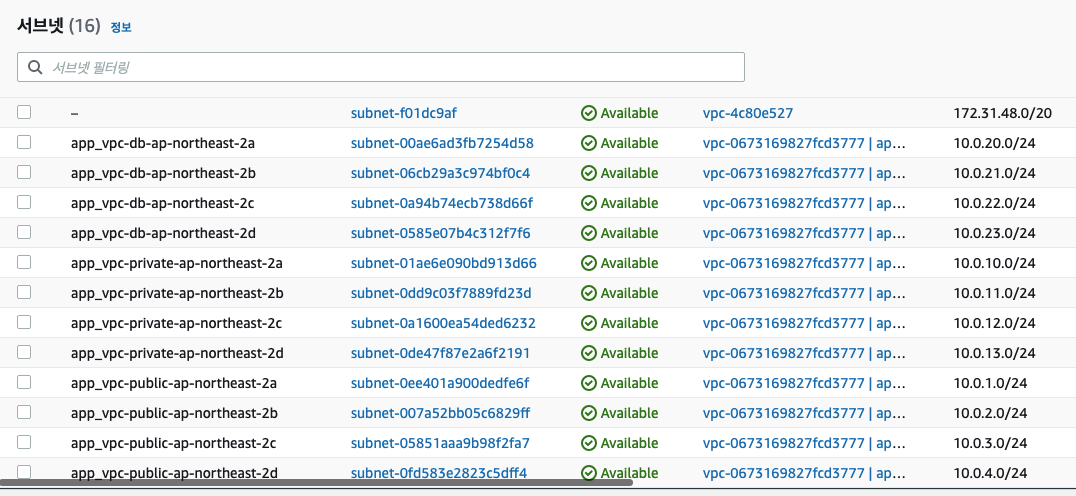 서브넷 (16) 정보
서브넷 필터링
– subnet-f01dc9af Available vpc-4c80e527 172.31.48.0/20
app_vpc-db-ap-northeast-2a subnet-00ae6ad3fb7254d58 Available vpc-0673169827fcd3777 | ap... 10.0.20.0/24
app_vpc-db-ap-northeast-2b subnet-06cb29a3c974bf0c4 Available vpc-0673169827fcd3777 | ap... 10.0.21.0/24
app_vpc-db-ap-northeast-2c subnet-0a94b74ecb738d66f Available vpc-0673169827fcd3777 | ap... 10.0.22.0/24
app_vpc-db-ap-northeast-2d subnet-0585e07b4c312f7f6 Available vpc-0673169827fcd3777 | ap... 10.0.23.0/24
app_vpc-private-ap-northeast-2a subnet-01ae6e090bd913d66 Available vpc-0673169827fcd3777 | ap... 10.0.10.0/24
app_vpc-private-ap-northeast-2b subnet-0dd9c03f7889fd23d Available vpc-0673169827fcd3777 | ap... 10.0.11.0/24
app_vpc-private-ap-northeast-2c subnet-0a1600ea54ded6232 Available vpc-0673169827fcd3777 | ap... 10.0.12.0/24
app_vpc-private-ap-northeast-2d subnet-0de47f87e2a6f2191 Available vpc-0673169827fcd3777 | ap... 10.0.13.0/24
app_vpc-public-ap-northeast-2a subnet-0ee401a900dedfe6f Available vpc-0673169827fcd3777 | ap... 10.0.1.0/24
app_vpc-public-ap-northeast-2b subnet-007a52bb05c6829ff Available vpc-0673169827fcd3777 | ap... 10.0.2.0/24
app_vpc-public-ap-northeast-2c subnet-05851aaa9b98f2fa7 Available vpc-0673169827fcd3777 | ap... 10.0.3.0/24
app_vpc-public-ap-northeast-2d subnet-0fd583e2823c5dff4 Available vpc-0673169827fcd3777 | ap... 10.0.4.0/24